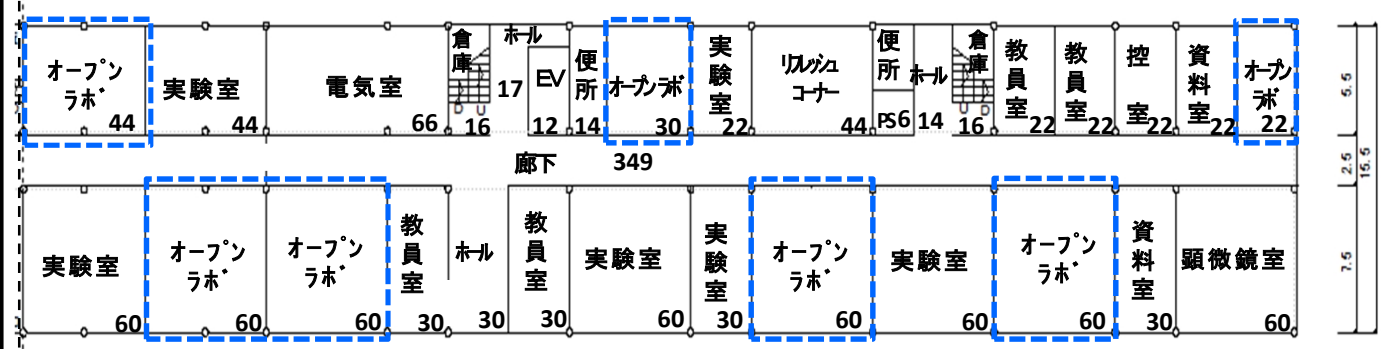 オープン
ラボ
44
実験室
44
電気室
66
倉庫
D
U
16
ホール
17
EV
12
便所
14
オープンラボ
30
実験室
22
リフレッシュ
コーナー
44
便所
PS6
ホール
14
倉庫
U
D
16
教員室
22
教員室
22
控室
22
資料室
22
オープン
ラボ
22
5.5
廊下 349
2.5
15.5
実験室
60
オープン
ラボ
60
オープン
ラボ
60
教員室
30
ホール
30
教員室
30
実験室
60
実験室
30
オープン
ラボ
60
実験室
60
オープン
ラボ
60
資料室
30
顕微鏡室
60
7.5